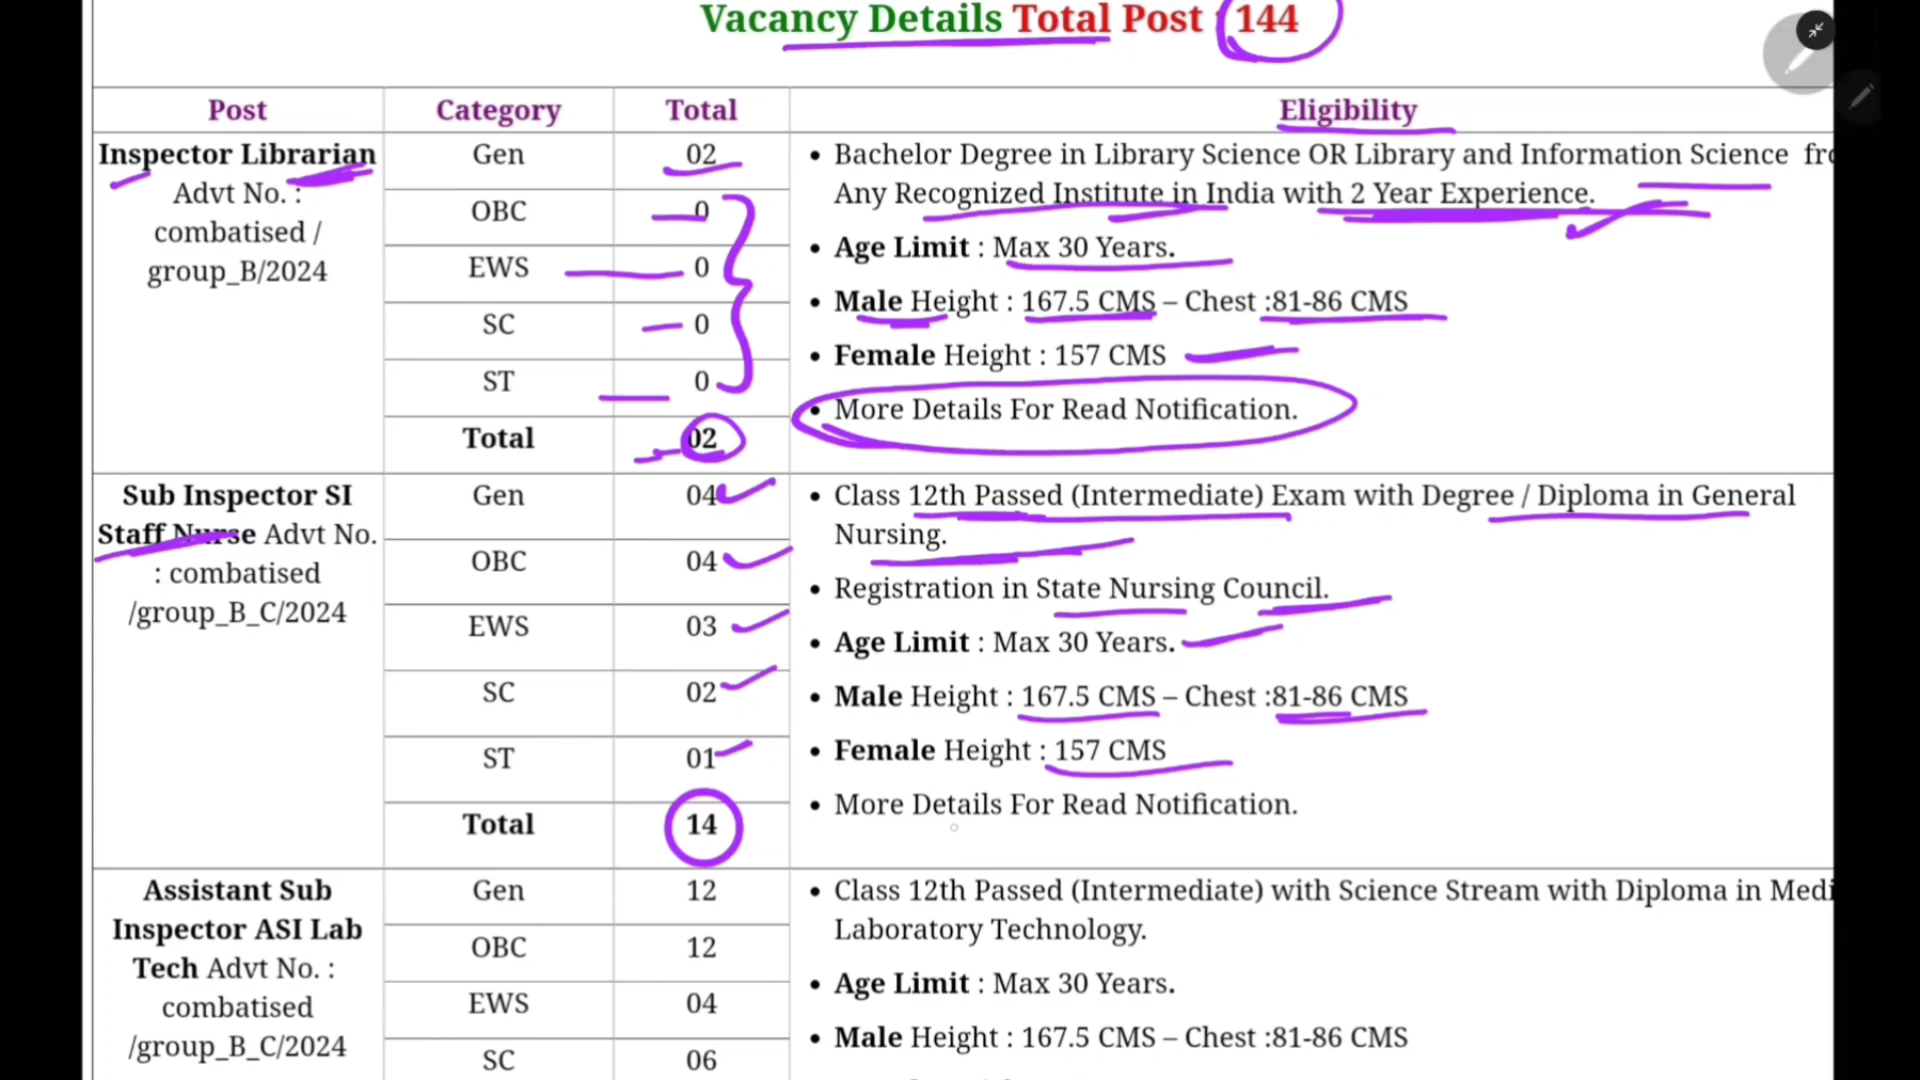 Vacancy Details Total Post : 144
Post Category Total Eligibility
Inspector Librarian
Advt No. :
combatised /
group_B/2024
Gen 02
OBC 0
EWS 0
SC 0
ST 0
Total 02
• Bachelor Degree in Library Science OR Library and Information Science
Any Recognized Institute in India with 2 Year Experience.
• Age Limit : Max 30 Years.
• Male Height : 167.5 CMS – Chest :81-86 CMS
• Female Height : 157 CMS
• More Details For Read Notification.
Sub Inspector SI
Staff Nurse Advt No.
: combatised
/group_B_C/2024
Gen 04
OBC 04
EWS 03
SC 02
ST 01
Total 14
• Class 12th Passed (Intermediate) Exam with Degree / Diploma in General
Nursing.
• Registration in State Nursing Council.
• Age Limit : Max 30 Years.
• Male Height : 167.5 CMS – Chest :81-86 CMS
• Female Height : 157 CMS
• More Details For Read Notification.
Assistant Sub
Inspector ASI Lab
Tech Advt No. :
combatised
/group_B_C/2024
Gen 12
OBC 12
EWS 04
SC 06
• Class 12th Passed (Intermediate) with Science Stream with Diploma in Medi
Laboratory Technology.
• Age Limit : Max 30 Years.
• Male Height : 167.5 CMS – Chest :81-86 CMS